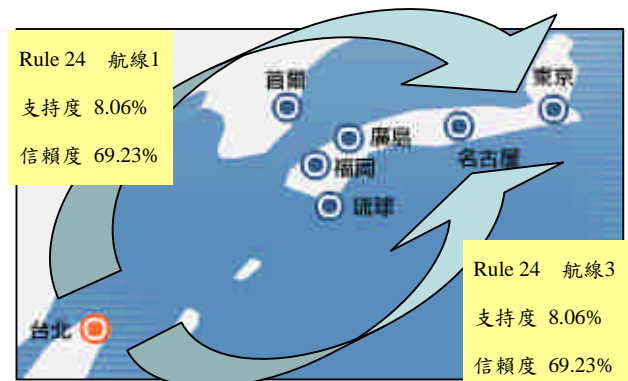 Rule 24 航線1
支持度 8.06%
信賴度 69.23%
首爾
東京
廣島
名古屋
福岡
琉球
台北
Rule 24 航線3
支持度 8.06%
信賴度 69.23%